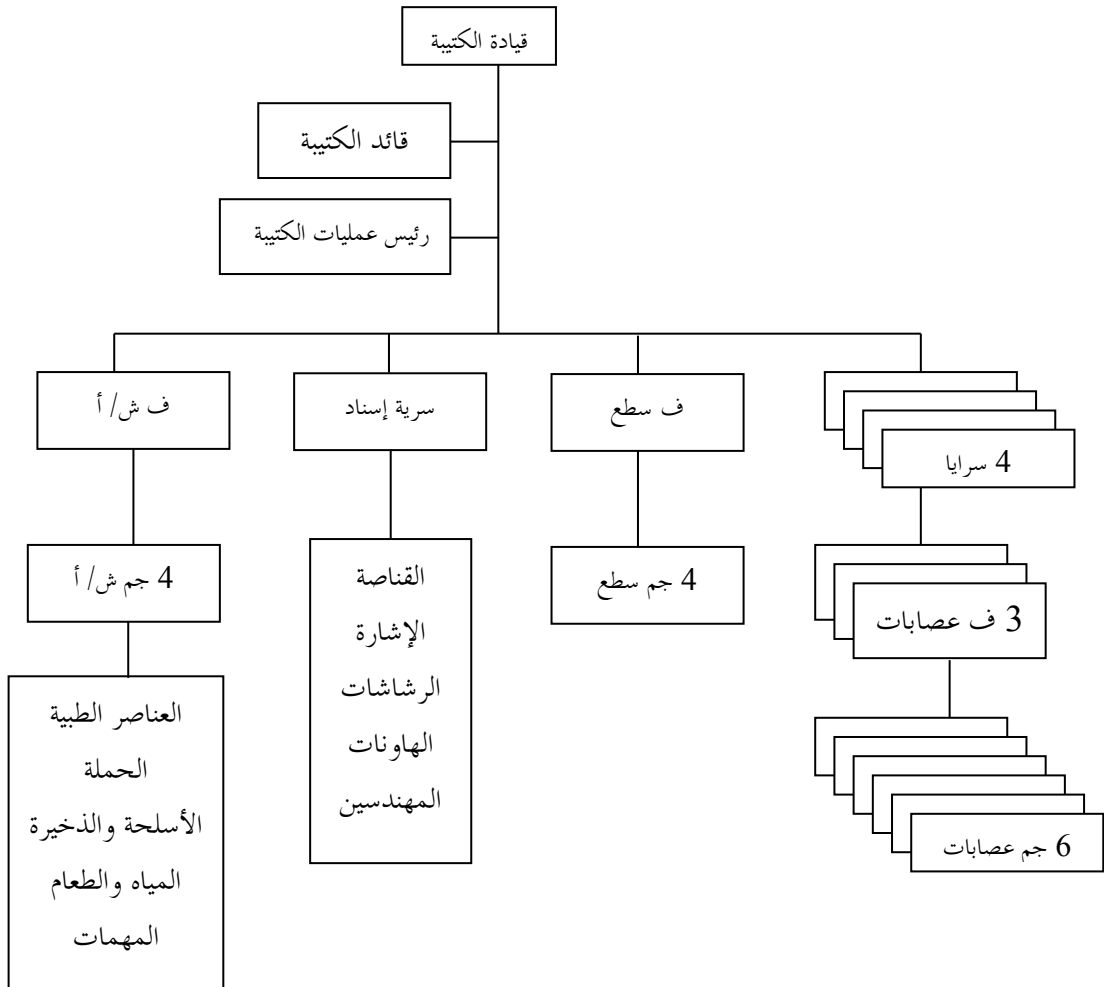 قيادة الكتيبة
قائد الكتيبة
رئيس عمليات الكتيبة
4 سرايا
ف سطع
سرية إسناد
ف ش/ أ
3 ف عصابات
4 جم سطع
4 جم ش/ أ
6 جم عصابات
القناصة
الإشارة
الرشاشات
الهاونات
المهندسين
العناصر الطبية
الحملة
الأسلحة والذخيرة
المياه والطعام
المهمات